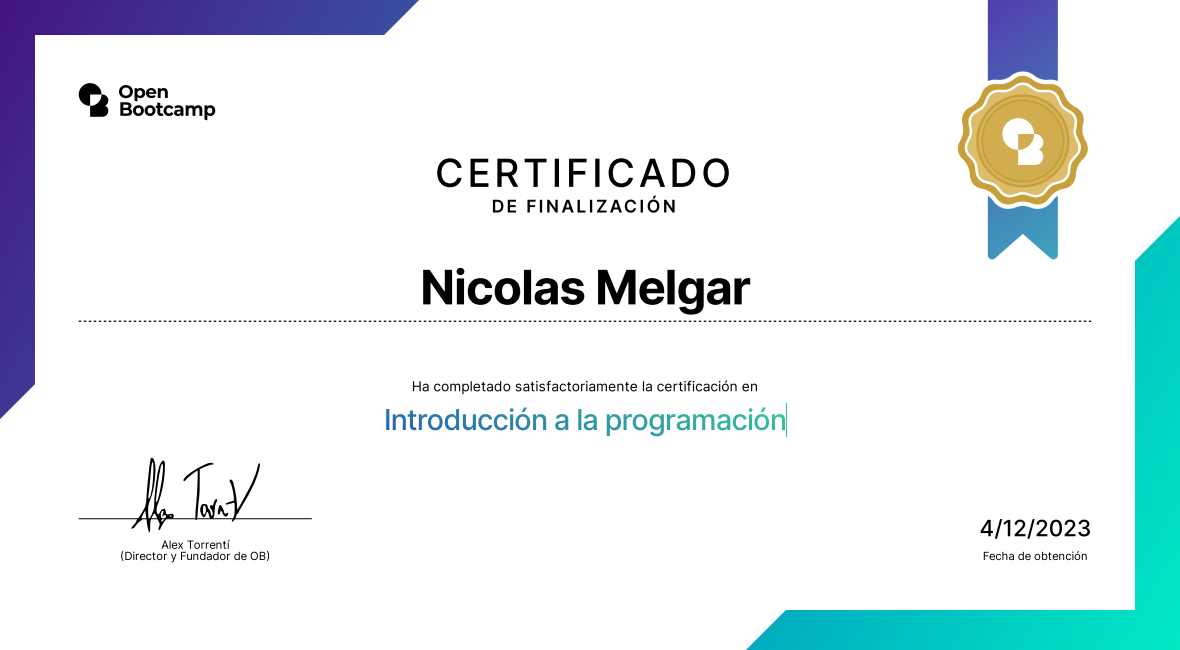 Open
Bootcamp
CERTIFICADO
DE FINALIZACIÓN
Nicolas Melgar
Ha completado satisfactoriamente la certificación en
Introducción a la programación
Alex Torrentí
(Director y Fundador de OB)
4/12/2023
Fecha de obtención